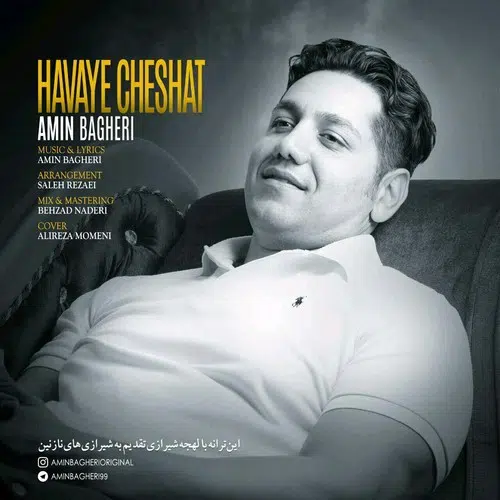 HAVAYE CHESHAT
AMIN BAGHERI
MUSIC & LYRICS
AMIN BAGHERI
ARRANGEMENT
SALEH REZAEI
MIX & MASTERING
BEHZAD NADERI
COVER
ALIREZA MOMENI
این ترانه با لهجه شیرازی تقدیم به شیرازی های نازنین
AMINBAGHERIORIGINAL
AMINBAGHERI99